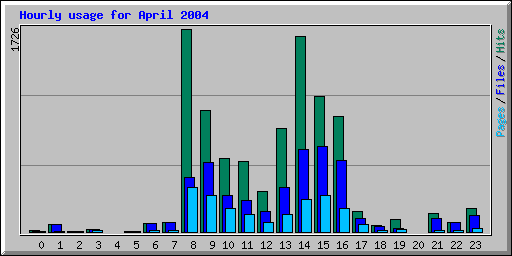 Hourly usage for April 2004
1726
Pages / Files / Hits
0 1 2 3 4 5 6 7 8 9 10 11 12 13 14 15 16 17 18 19 20 21 22 23